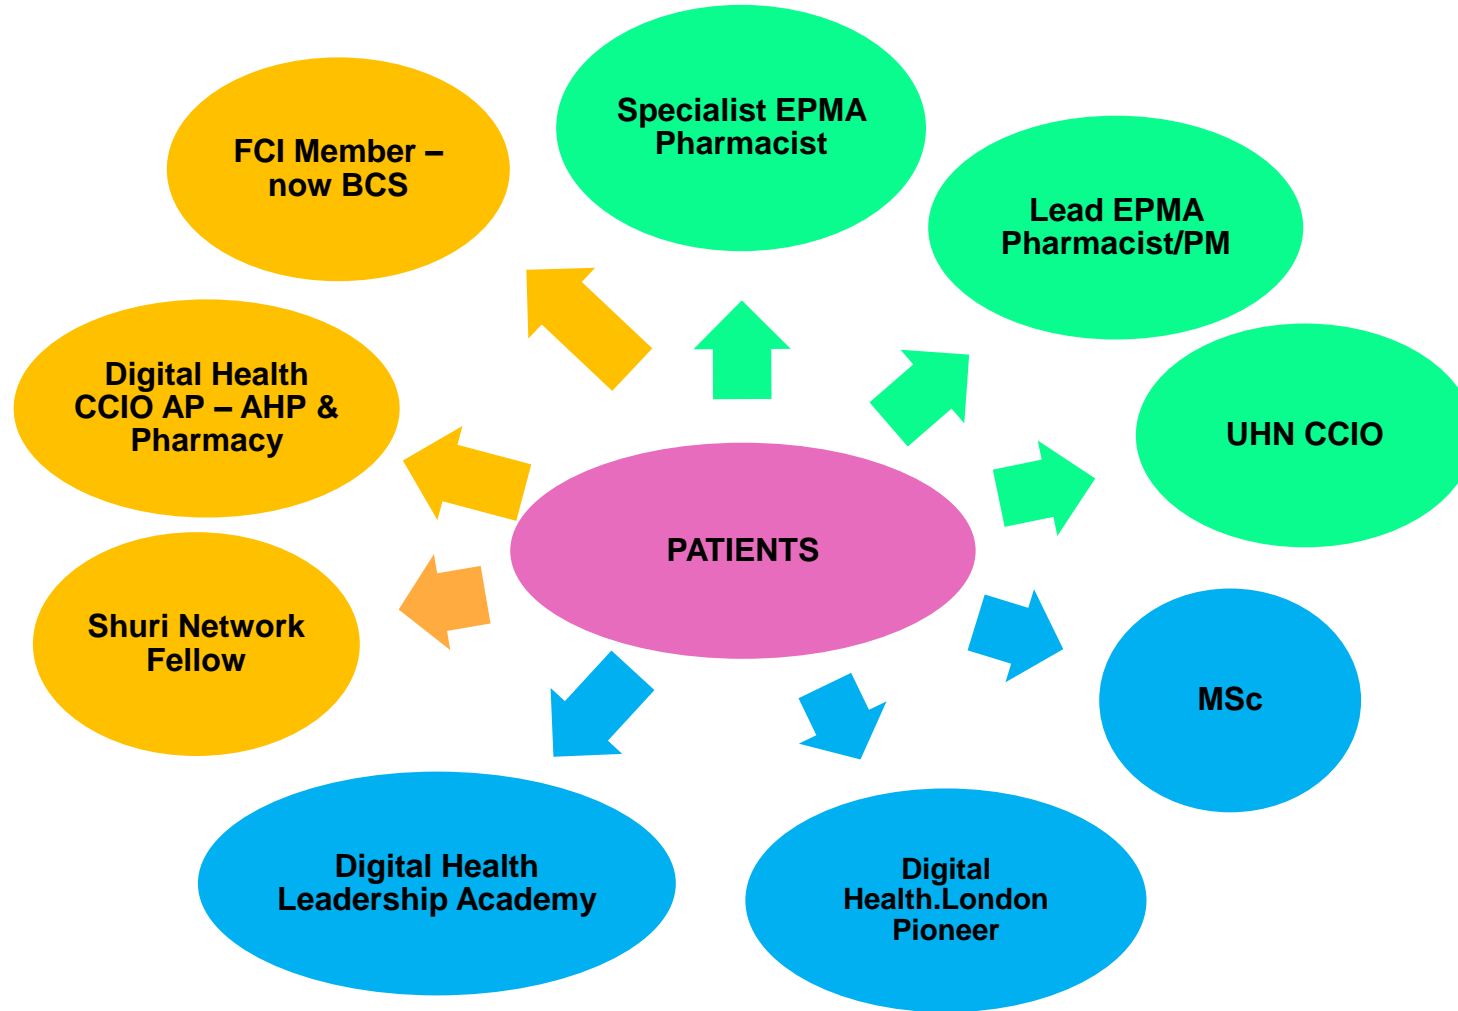 Specialist EPMA
Pharmacist
FCI Member –
now BCS
Lead EPMA
Pharmacist/PM
Digital Health
CCIO AP – AHP &
Pharmacy
UHN CCIO
PATIENTS
Shuri Network
Fellow
MSc
Digital Health
Leadership Academy
Digital
Health.London
Pioneer